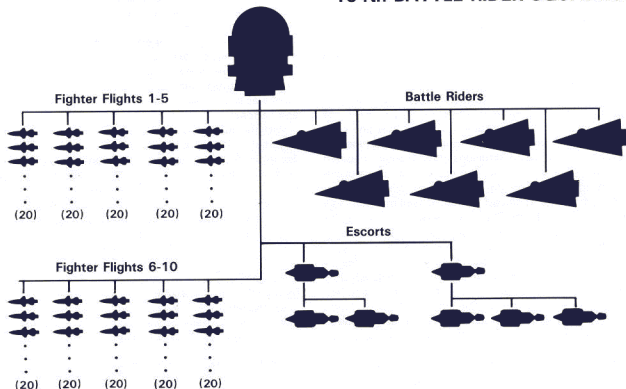 Fighter Flights 1-5
Battle Riders
(20) (20) (20) (20) (20)
Escorts
Fighter Flights 6-10
(20) (20) (20) (20) (20)